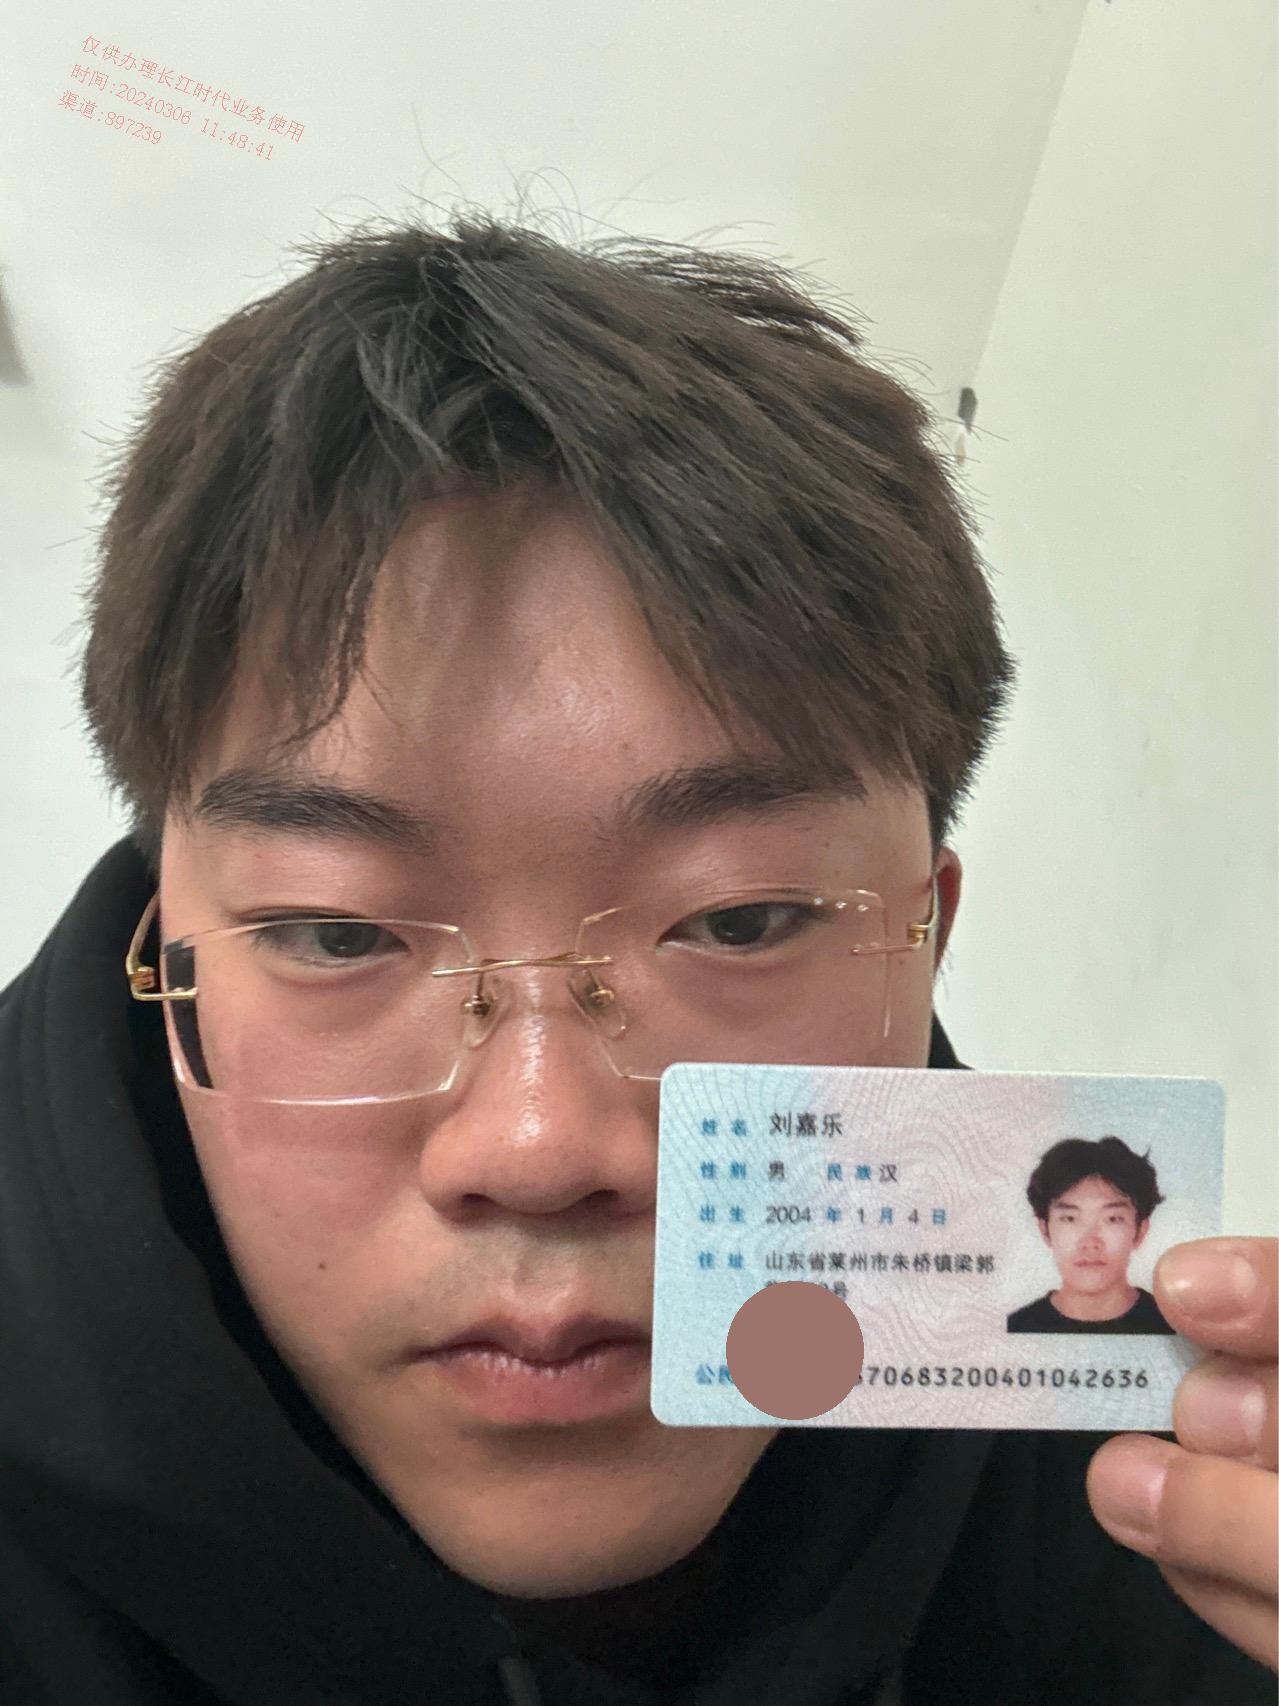 仅供办理长江时代业务使用
时间:20240306 11:48:41
渠道:897239
姓名 刘嘉乐
性别 男 民族 汉
出生 2004 年 1 月 4 日
住址 山东省莱州市朱桥镇梁郭
号
公民 70683200401042636